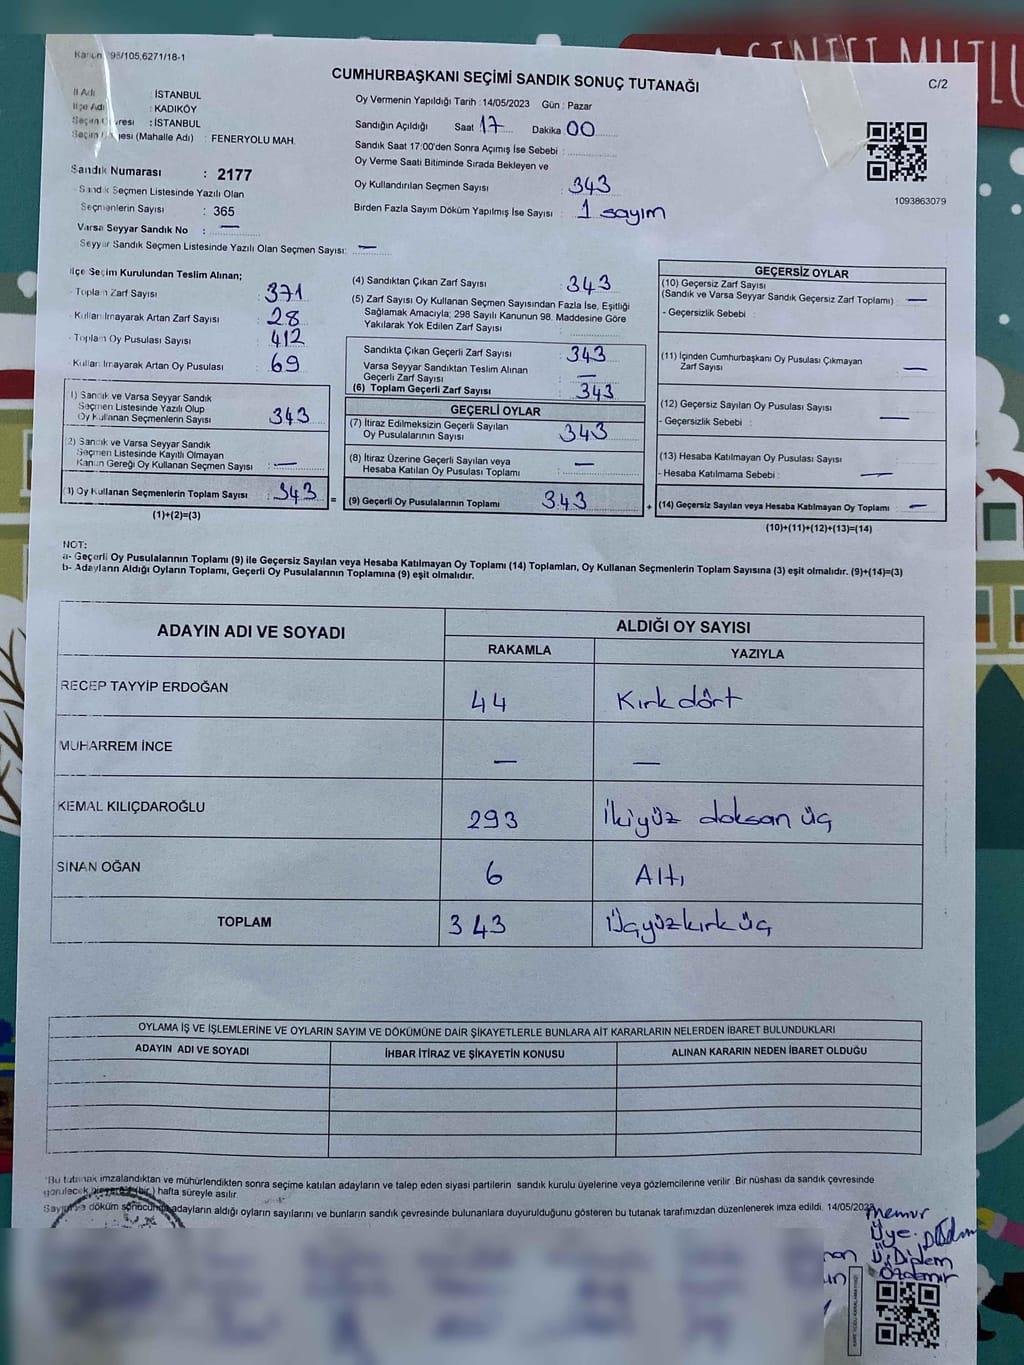 Kanun 298/105,6271/18-1
CUMHURBAŞKANI SEÇİMİ SANDIK SONUÇ TUTANAĞI
C/2
İl Adı : İSTANBUL
İlçe Adı : KADIKÖY
Seçim Çevresi : İSTANBUL
Seçim Bölgesi (Mahalle Adı) : FENERYOLU MAH.
Sandık Numarası : 2177
Sandık Seçmen Listesinde Yazılı Olan
Seçmenlerin Sayısı : 365
Varsa Seyyar Sandık No : —
Seyyar Sandık Seçmen Listesinde Yazılı Olan Seçmen Sayısı: —
Oy Vermenin Yapıldığı Tarih : 14/05/2023 Gün : Pazar
Sandığın Açıldığı Saat 17 Dakika 00
Sandık Saat 17:00'den Sonra Açımış İse Sebebi :
Oy Verme Saati Bitiminde Sırada Bekleyen ve
Oy Kullandırılan Seçmen Sayısı : 343
Birden Fazla Sayım Döküm Yapılmış İse Sayısı : 1 sayım
1093863079
İlçe Seçim Kurulundan Teslim Alınan;
- Toplam Zarf Sayısı : 371
- Kullanılmayarak Artan Zarf Sayısı : 28
- Toplam Oy Pusulası Sayısı : 412
- Kullanılmayarak Artan Oy Pusulası : 69
1) Sandık ve Varsa Seyyar Sandık
Seçmen Listesinde Yazılı Olup
Oy Kullanan Seçmenlerin Sayısı : 343
(2) Sandık ve Varsa Seyyar Sandık
Seçmen Listesinde Kayıtlı Olmayan
Kanun Gereği Oy Kullanan Seçmen Sayısı : —
) Oy Kullanan Seçmenlerin Toplam Sayısı : 343 =
(1)+(2)=(3)
(4) Sandıktan Çıkan Zarf Sayısı : 343
(5) Zarf Sayısı Oy Kullanan Seçmen Sayısından Fazla İse, Eşitliği
Sağlamak Amacıyla; 298 Sayılı Kanunun 98. Maddesine Göre
Yakılarak Yok Edilen Zarf Sayısı :
Sandıkta Çıkan Geçerli Zarf Sayısı : 343
Varsa Seyyar Sandıktan Teslim Alınan
Geçerli Zarf Sayısı : —
(6) Toplam Geçerli Zarf Sayısı : 343
GEÇERLİ OYLAR
(7) İtiraz Edilmeksizin Geçerli Sayılan
Oy Pusulalarının Sayısı : 343
(8) İtiraz Üzerine Geçerli Sayılan veya
Hesaba Katılan Oy Pusulası Toplamı : —
(9) Geçerli Oy Pusulalarının Toplamı 343 +
GEÇERSİZ OYLAR
(10) Geçersiz Zarf Sayısı
(Sandık ve Varsa Seyyar Sandık Geçersiz Zarf Toplamı) : —
- Geçersizlik Sebebi :
(11) İçinden Cumhurbaşkanı Oy Pusulası Çıkmayan
Zarf Sayısı : —
(12) Geçersiz Sayılan Oy Pusulası Sayısı : —
- Geçersizlik Sebebi :
(13) Hesaba Katılmayan Oy Pusulası Sayısı :
- Hesaba Katılmama Sebebi : —
(14) Geçersiz Sayılan veya Hesaba Katılmayan Oy Toplamı : —
(10)+(11)+(12)+(13)=(14)
NOT:
a- Geçerli Oy Pusulalarının Toplamı (9) ile Geçersiz Sayılan veya Hesaba Katılmayan Oy Toplamı (14) Toplamları, Oy Kullanan Seçmenlerin Toplam Sayısına (3) eşit olmalıdır. (9)+(14)=(3)
b- Adayların Aldığı Oyların Toplamı, Geçerli Oy Pusulalarının Toplamına (9) eşit olmalıdır.
ADAYIN ADI VE SOYADI ALDIĞI OY SAYISI
RAKAMLA YAZIYLA
RECEP TAYYİP ERDOĞAN 44 Kırk dört
MUHARREM İNCE — —
KEMAL KILIÇDAROĞLU 293 İkiyüz doksan üç
SİNAN OĞAN 6 Altı
TOPLAM 343 Üçyüzkırk üç
OYLAMA İŞ VE İŞLEMLERİNE VE OYLARIN SAYIM VE DÖKÜMÜNE DAİR ŞİKAYETLERLE BUNLARA AİT KARARLARIN NELERDEN İBARET BULUNDUKLARI
ADAYIN ADI VE SOYADI İHBAR İTİRAZ VE ŞİKAYETİN KONUSU ALINAN KARARIN NEDEN İBARET OLDUĞU
*Bu tutanak imzalandıktan ve mühürlendikten sonra seçime katılan adayların ve talep eden siyasi partilerin sandık kurulu üyelerine veya gözlemcilerine verilir. Bir nüshası da sandık çevresinde
görülecek bir yerde (bir) hafta süreyle asılır.
Sayım ve döküm sonucunda adayların aldığı oyların sayılarını ve bunların sandık çevresinde bulunanlara duyurulduğunu gösteren bu tutanak tarafımızdan düzenlenerek imza edildi. 14/05/2023
Memur
Üye
Ü. Diplem
Özdemir